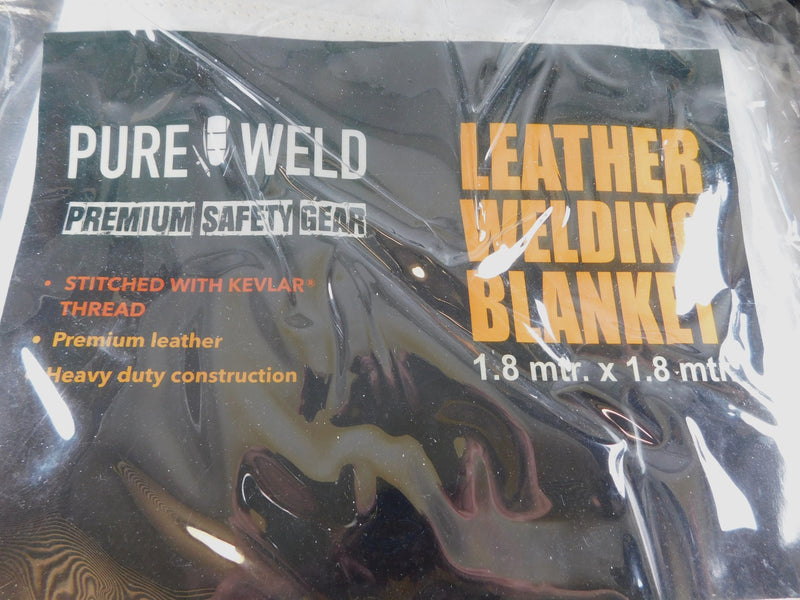 PURE WELD
PREMIUM SAFETY GEAR
• STITCHED WITH KEVLAR®
THREAD
• Premium leather
Heavy duty construction
LEATHER
WELDING
BLANKET
1.8 mtr. x 1.8 mtr